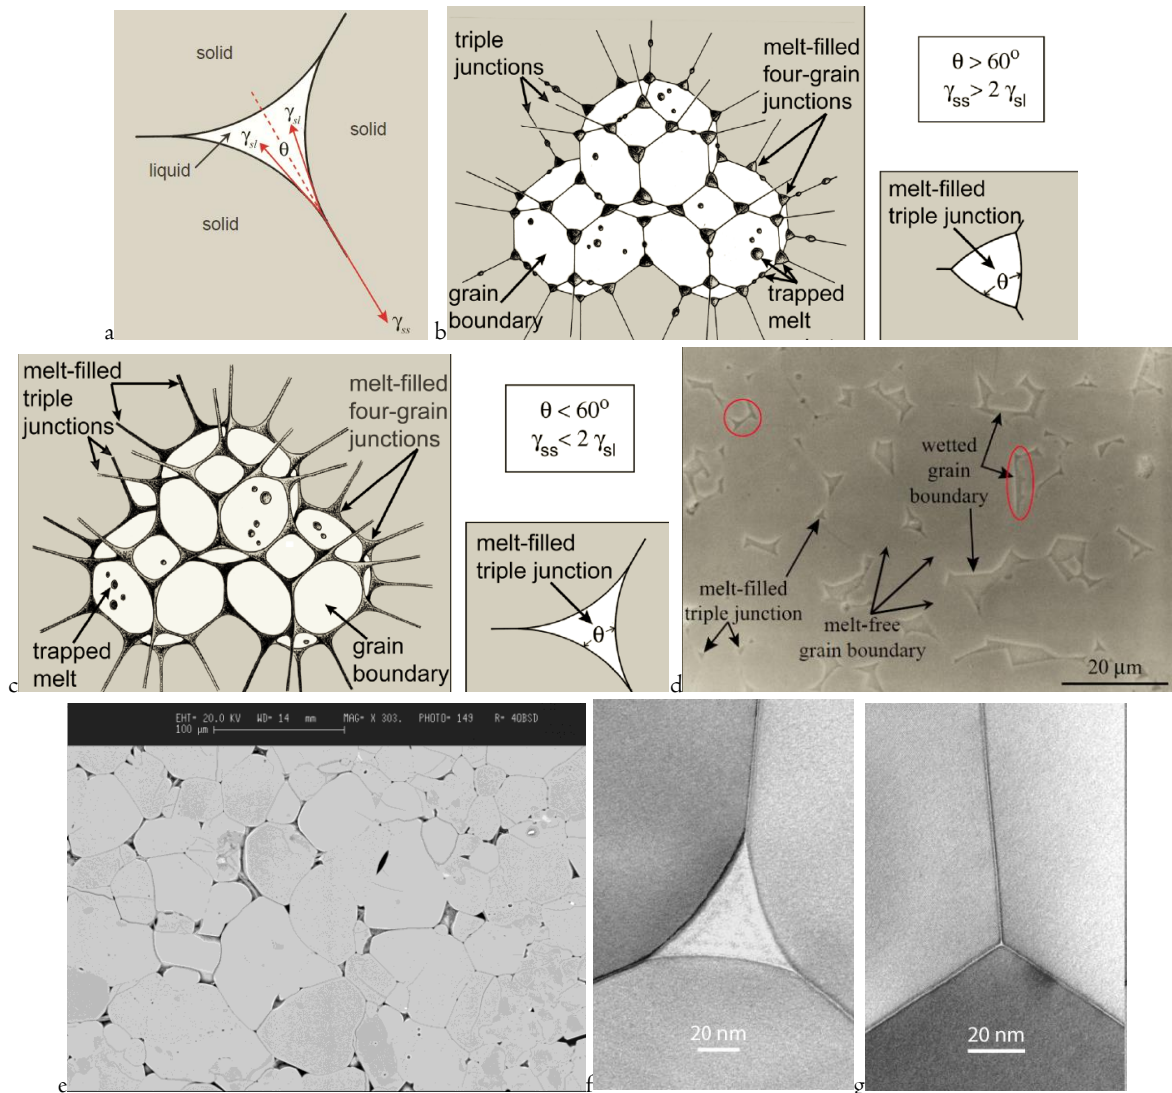 solid
solid
solid
γsl
γsl
θ
liquid
γss
a
triple
junctions
melt-filled
four-grain
junctions
grain
boundary
trapped
melt
b
θ > 60o
γss> 2 γsl
melt-filled
triple junction
θ
melt-filled
triple
junctions
melt-filled
four-grain
junctions
trapped
melt
grain
boundary
c
θ < 60o
γss< 2 γsl
melt-filled
triple junction
θ
wetted
grain
boundary
melt-filled
triple junction
melt-free
grain boundary
20 µm
d
EHT= 20.0 KV WD= 14 mm MAG= X 303. PHOTO= 149 R= 4OBSD
100 µm
e
20 nm
f
20 nm
g